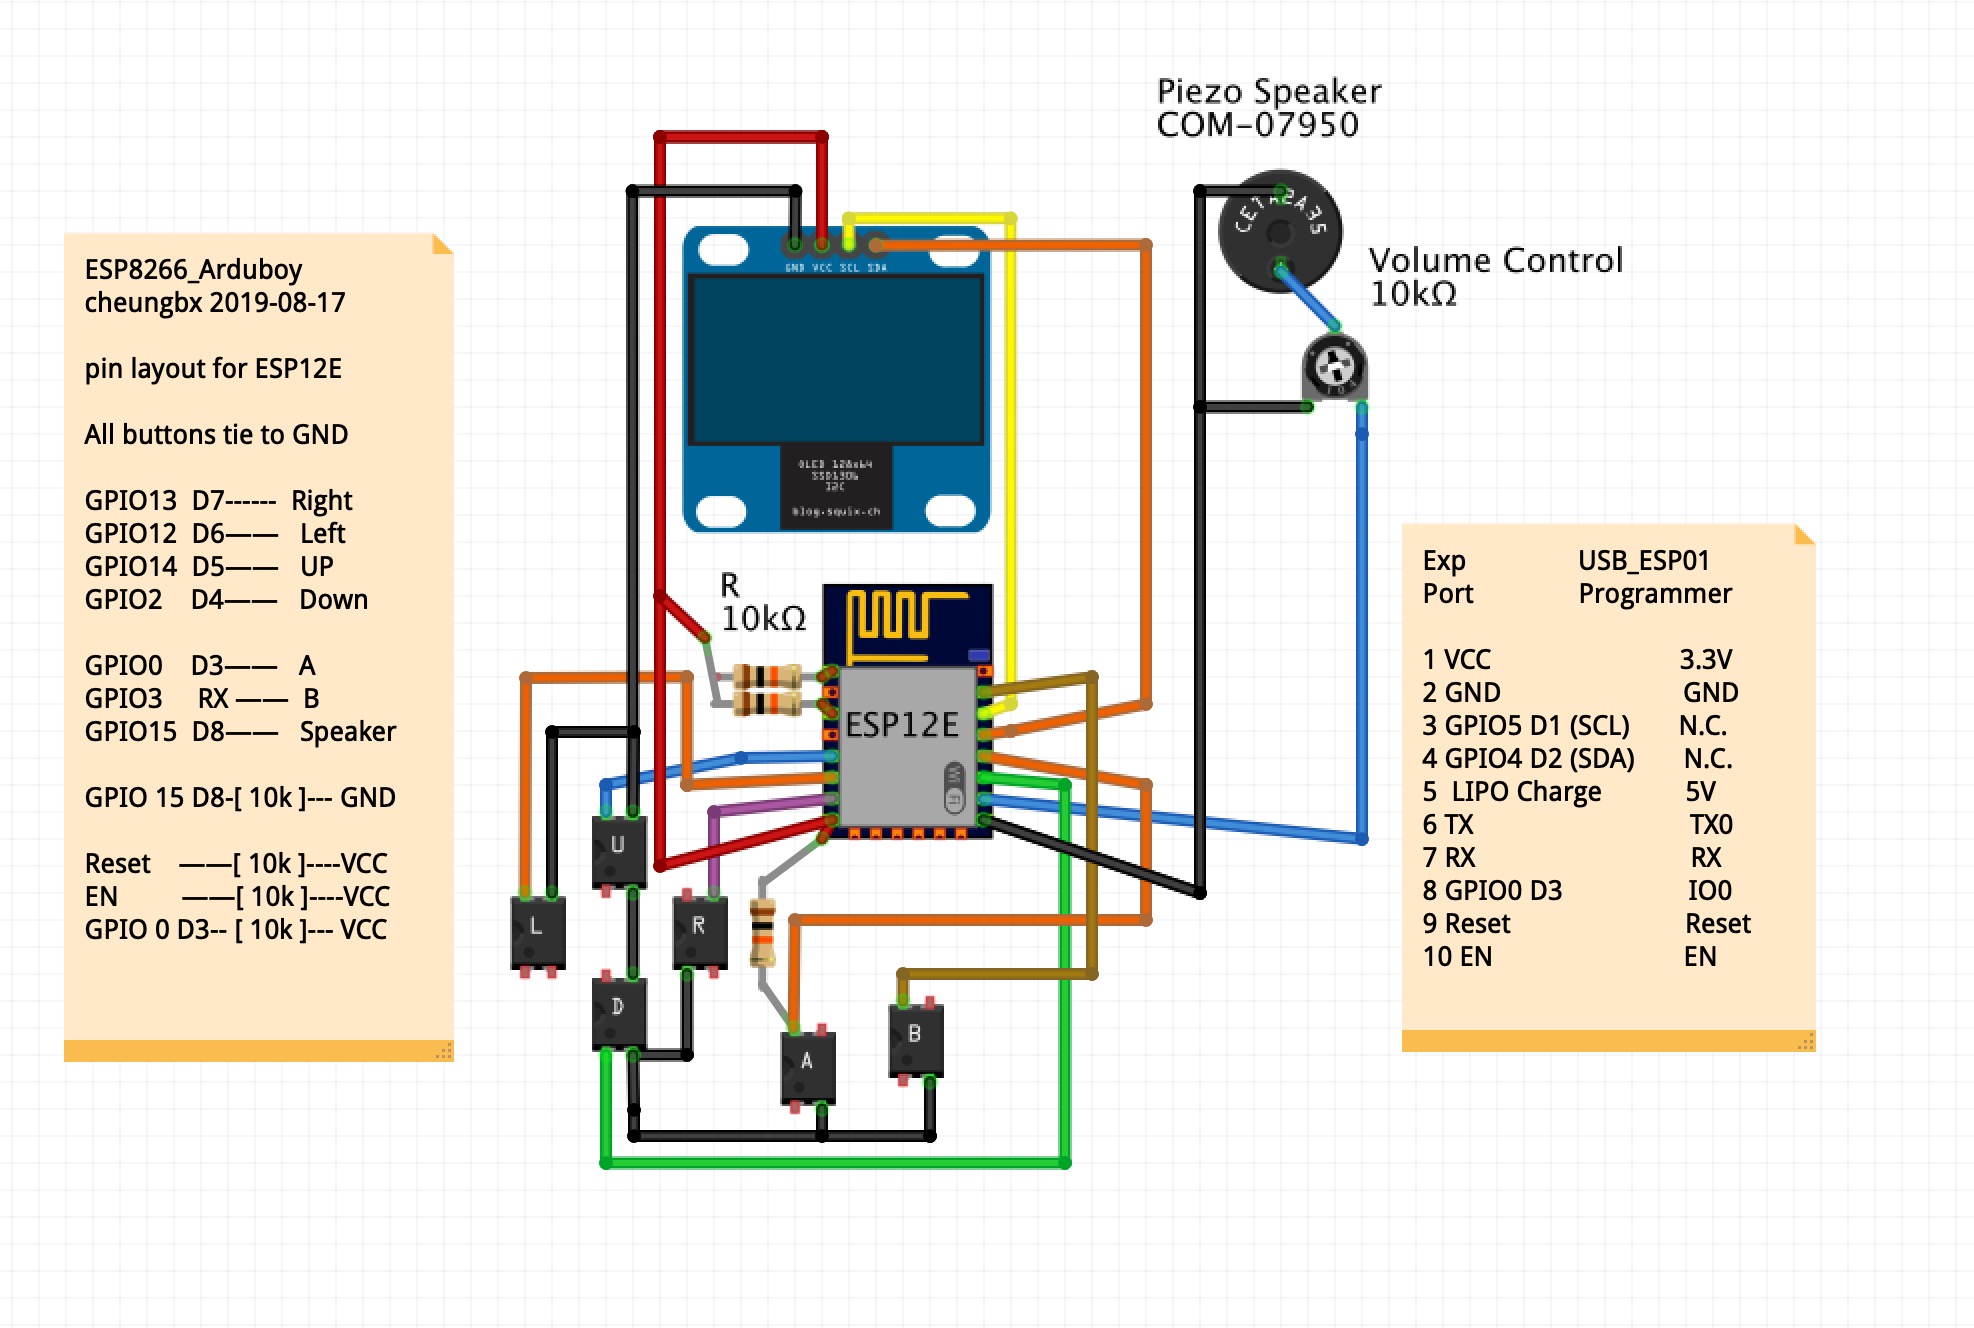 Piezo Speaker
COM-07950
CE1A2A35
Volume Control
10kΩ
ESP8266_Arduboy
cheungbx 2019-08-17
pin layout for ESP12E
All buttons tie to GND
GPIO13 D7------ Right
GPIO12 D6—— Left
GPIO14 D5—— UP
GPIO2 D4—— Down
GPIO0 D3—— A
GPIO3 RX —— B
GPIO15 D8—— Speaker
GPIO 15 D8-[ 10k ]--- GND
Reset ——[ 10k ]----VCC
EN ——[ 10k ]----VCC
GPIO 0 D3-- [ 10k ]--- VCC
GND VCC SCL SDA
OLED 128x64
SSD1306
I2C
blog.squix.ch
R
10kΩ
ESP12E
Wi Fi
U
L
R
D
A
B
Exp USB_ESP01
Port Programmer
1 VCC 3.3V
2 GND GND
3 GPIO5 D1 (SCL) N.C.
4 GPIO4 D2 (SDA) N.C.
5 LIPO Charge 5V
6 TX TX0
7 RX RX
8 GPIO0 D3 IO0
9 Reset Reset
10 EN EN